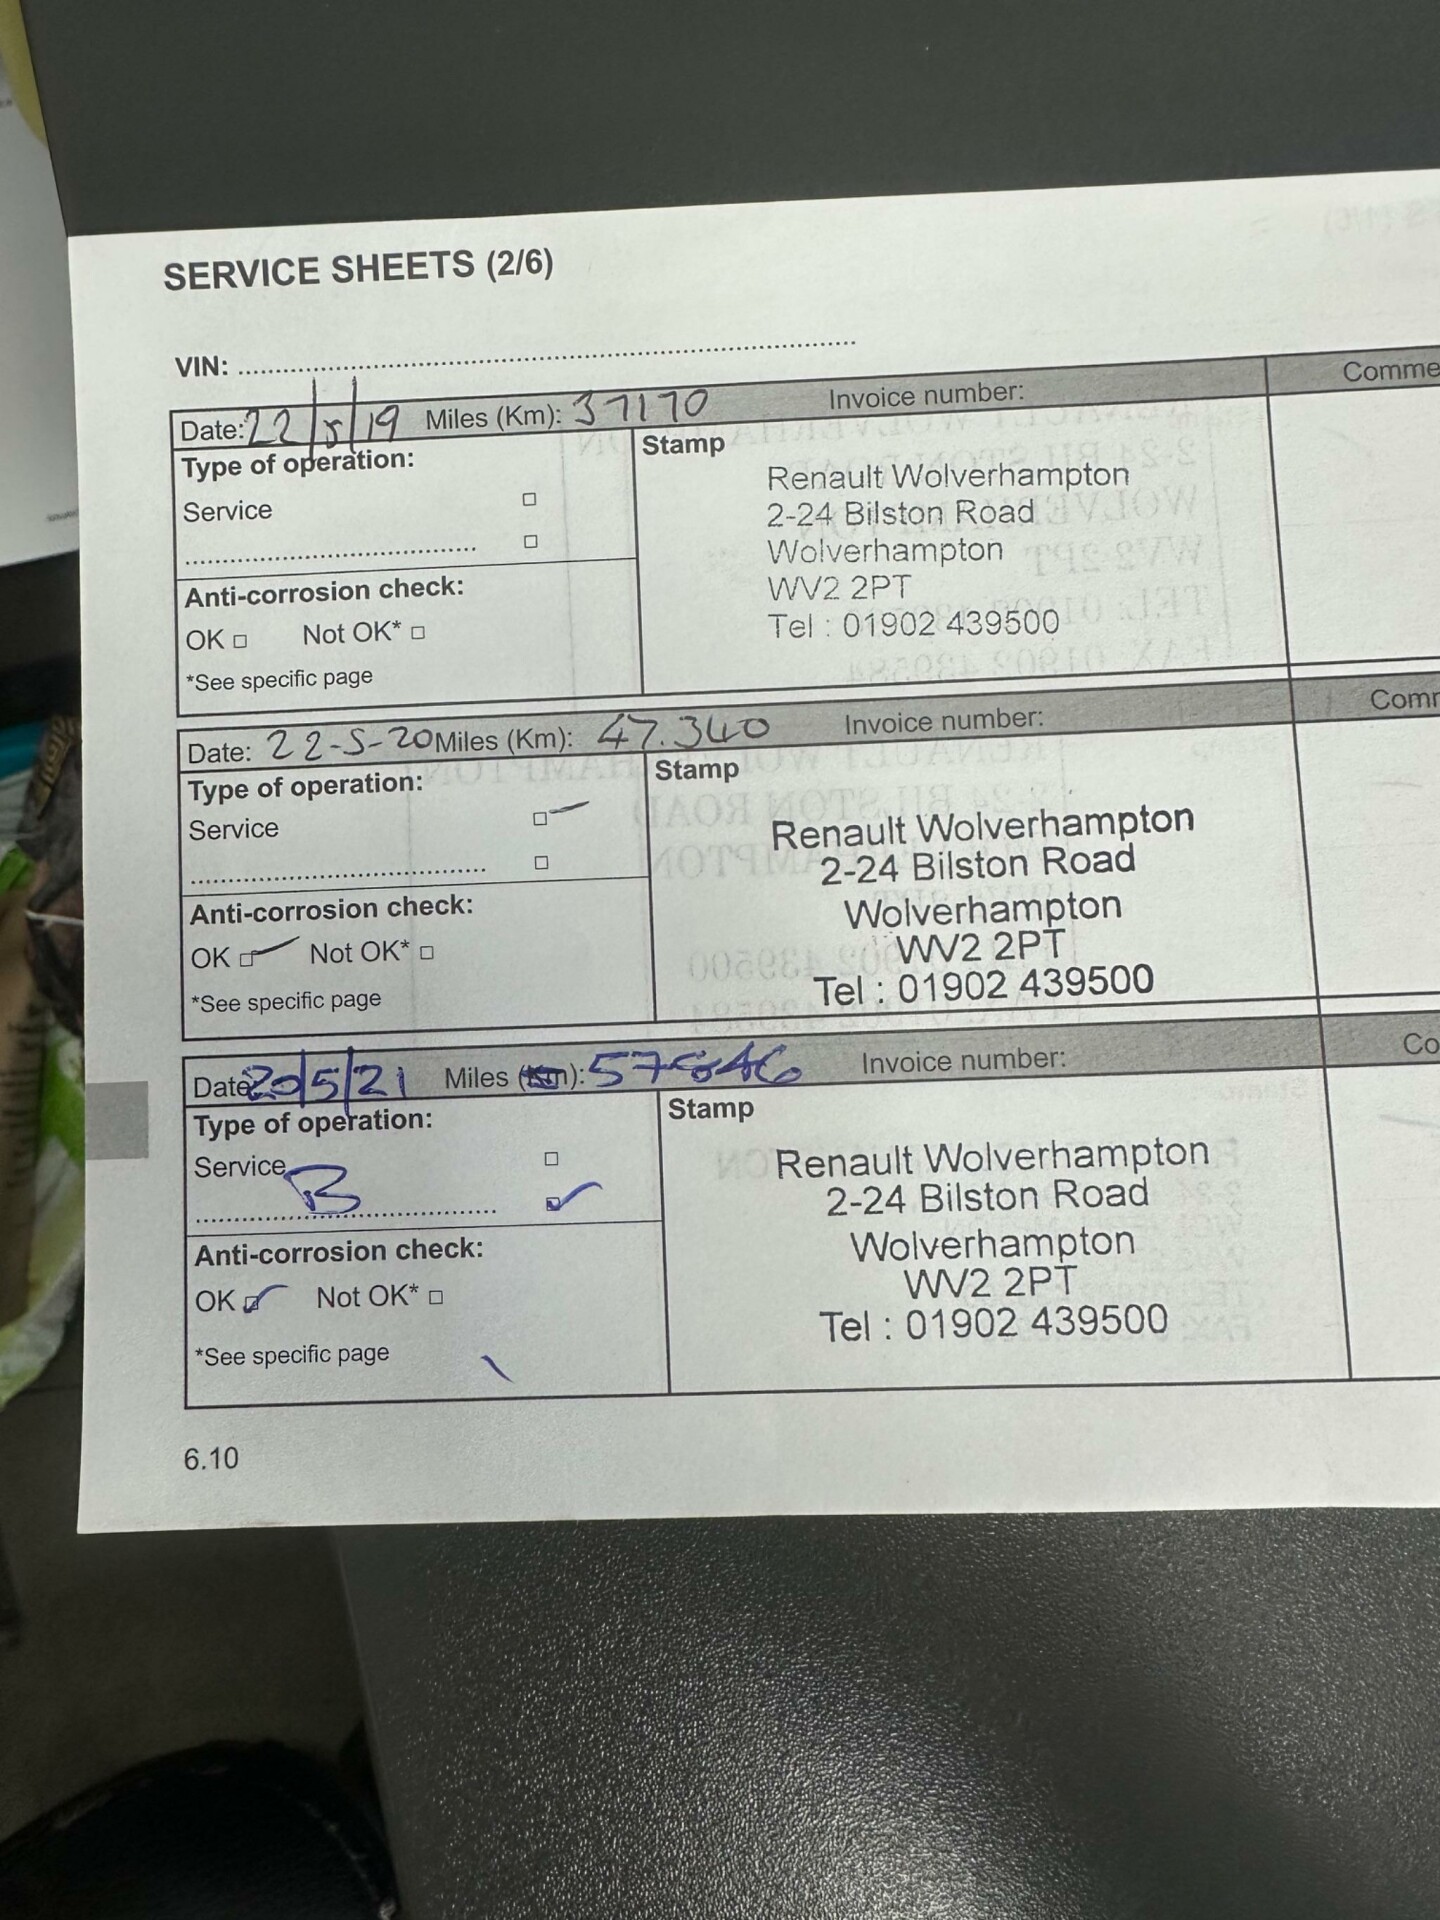 SERVICE SHEETS (2/6)
VIN: ........................................................................
Date: 22/5/19 Miles (Km): 37170 Invoice number: Comme
Type of operation: Stamp
Service □
........................................ □
Renault Wolverhampton
2-24 Bilston Road
Wolverhampton
WV2 2PT
Tel : 01902 439500
Anti-corrosion check:
OK □ Not OK* □
*See specific page
Date: 22-5-20 Miles (Km): 47.340 Invoice number: Comm
Type of operation: Stamp
Service □
........................................ □
Renault Wolverhampton
2-24 Bilston Road
Wolverhampton
WV2 2PT
Tel : 01902 439500
Anti-corrosion check:
OK □ Not OK* □
*See specific page
Date 20/5/21 Miles (Km): 57846 Invoice number: Co
Type of operation: Stamp
Service □
B ........................................ □
Renault Wolverhampton
2-24 Bilston Road
Wolverhampton
WV2 2PT
Tel : 01902 439500
Anti-corrosion check:
OK □ Not OK* □
*See specific page
6.10